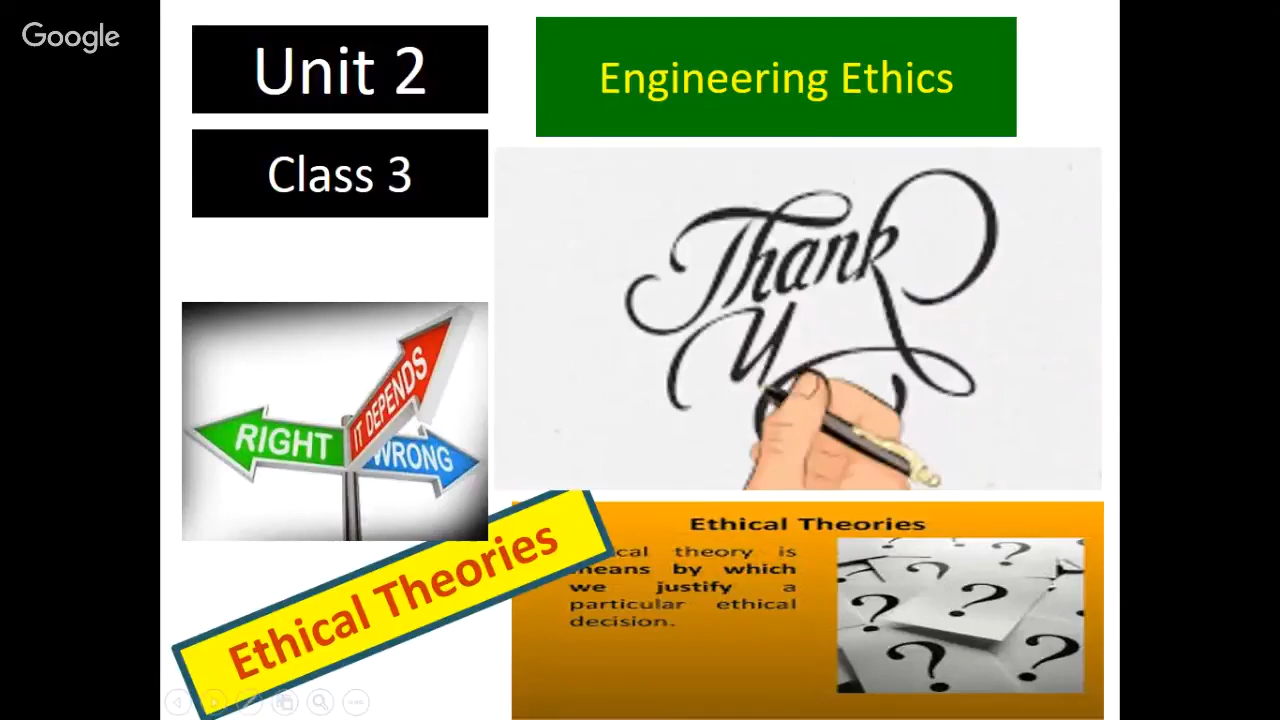 Google
Unit 2
Engineering Ethics
Class 3
Thank
RIGHT
IT DEPENDS
WRONG
Ethical Theories
Ethical Theories
theory is
means by which
we justify a
particular ethical
decision.